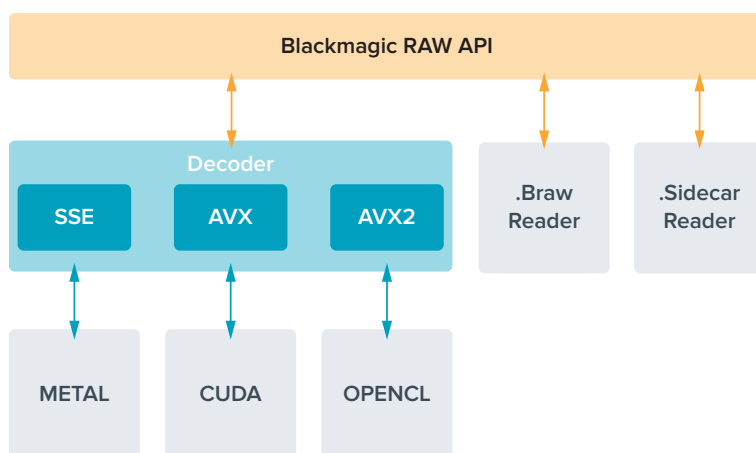 Blackmagic RAW API
Decoder
SSE
AVX
AVX2
.Braw
Reader
.Sidecar
Reader
METAL
CUDA
OPENCL